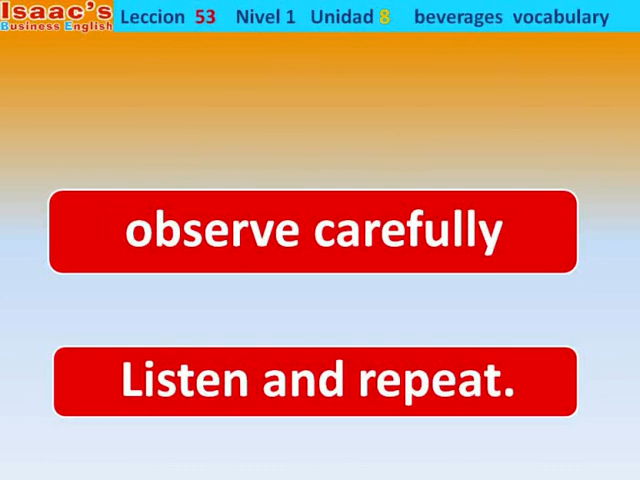 Isaac's
Business English
Leccion 53 Nivel 1 Unidad 8 beverages vocabulary
observe carefully
Listen and repeat.